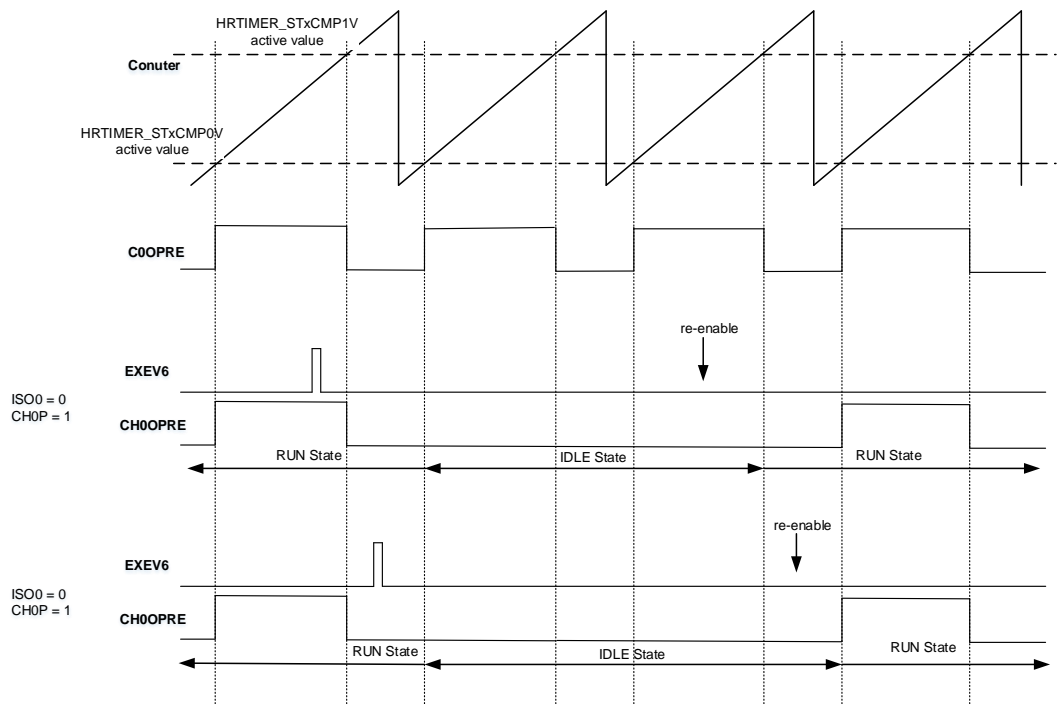 HRTIMER_STxCMP1V
active value
Conuter
HRTIMER_STxCMP0V
active value
C0OPRE
re-enable
EXEV6
ISO0 = 0
CH0P = 1
CH0OPRE
RUN State
IDLE State
RUN State
re-enable
EXEV6
ISO0 = 0
CH0P = 1
CH0OPRE
RUN State
IDLE State
RUN State